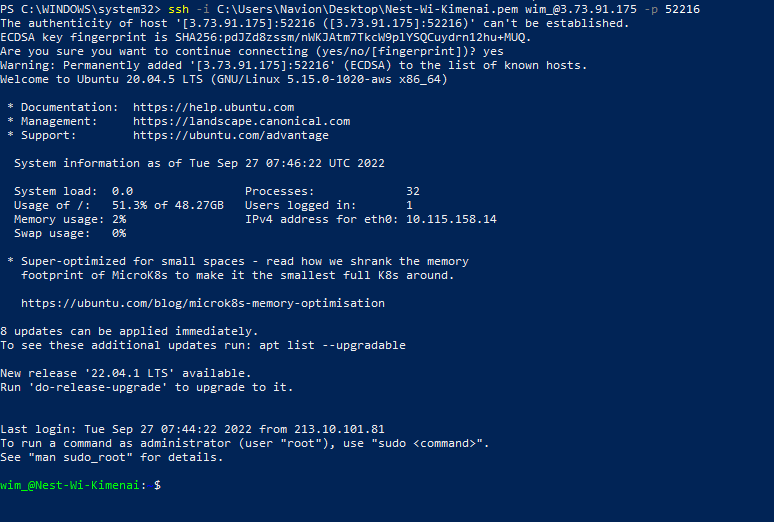 PS C:\WINDOWS\system32> ssh -i C:\Users\Navion\Desktop\Nest-Wi-Kimenai.pem wim_@3.73.91.175 -p 52216
The authenticity of host '[3.73.91.175]:52216 ([3.73.91.175]:52216)' can't be established.
ECDSA key fingerprint is SHA256:pdJZd8zssm/nWKJAtm7TkcW9plYSQCuydrn12hu+MUQ.
Are you sure you want to continue connecting (yes/no/[fingerprint])? yes
Warning: Permanently added '[3.73.91.175]:52216' (ECDSA) to the list of known hosts.
Welcome to Ubuntu 20.04.5 LTS (GNU/Linux 5.15.0-1020-aws x86_64)
* Documentation:  https://help.ubuntu.com
* Management:     https://landscape.canonical.com
* Support:        https://ubuntu.com/advantage
System information as of Tue Sep 27 07:46:22 UTC 2022
System load:  0.0                Processes:             32
Usage of /:   51.3% of 48.27GB   Users logged in:       1
Memory usage: 2%                 IPv4 address for eth0: 10.115.158.14
Swap usage:   0%
* Super-optimized for small spaces - read how we shrank the memory
footprint of MicroK8s to make it the smallest full K8s around.
https://ubuntu.com/blog/microk8s-memory-optimisation
8 updates can be applied immediately.
To see these additional updates run: apt list --upgradable
New release '22.04.1 LTS' available.
Run 'do-release-upgrade' to upgrade to it.
Last login: Tue Sep 27 07:44:22 2022 from 213.10.101.81
To run a command as administrator (user "root"), use "sudo <command>".
See "man sudo_root" for details.
wim_@Nest-Wi-Kimenai: $